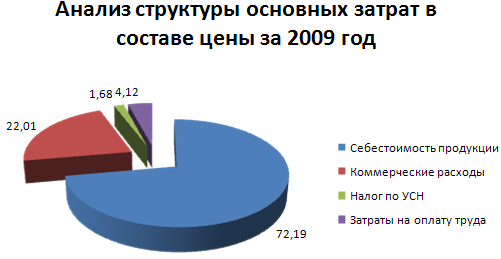 Анализ структуры основных затрат в
составе цены за 2009 год
1,68
4,12
22,01
72,19
Себестоимость продукции
Коммерческие расходы
Налог по УСН
Затраты на оплату труда